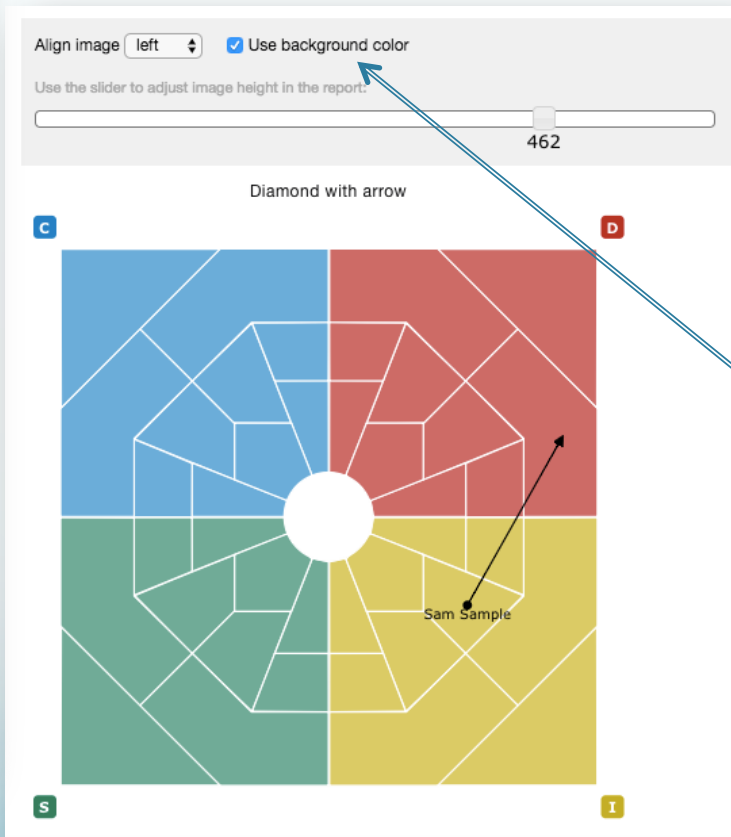 Align image left Use background color
Use the slider to adjust image height in the report:
462
Diamond with arrow
C D
Sam Sample
S I